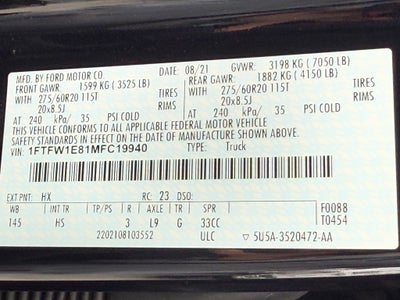 MFD. BY FORD MOTOR CO.
08/21 GVWR: 3198 KG ( 7050 LB)
FRONT GAWR: 1599 KG ( 3525 LB)
REAR GAWR: 1882 KG ( 4150 LB)
WITH 275/60R20 115T TIRES
WITH 275/60R20 115T TIRES
20x8.5J RIMS
20x8.5J RIMS
AT 240 kPa/ 35 PSI COLD
AT 240 kPa/ 35 PSI COLD
THIS VEHICLE CONFORMS TO ALL APPLICABLE FEDERAL MOTOR VEHICLE
SAFETY STANDARDS IN EFFECT ON THE DATE OF MANUFACTURE SHOWN ABOVE.
VIN: 1FTFW1E81MFC19940 TYPE: Truck
EXT PNT: HX RC: 23 DSO:
WB INT TR TP/PS R AXLE TR SPR F0088
145 HS 3 L9 G 33CC T0454
2202108103552 ULC 5U5A-3520472-AA